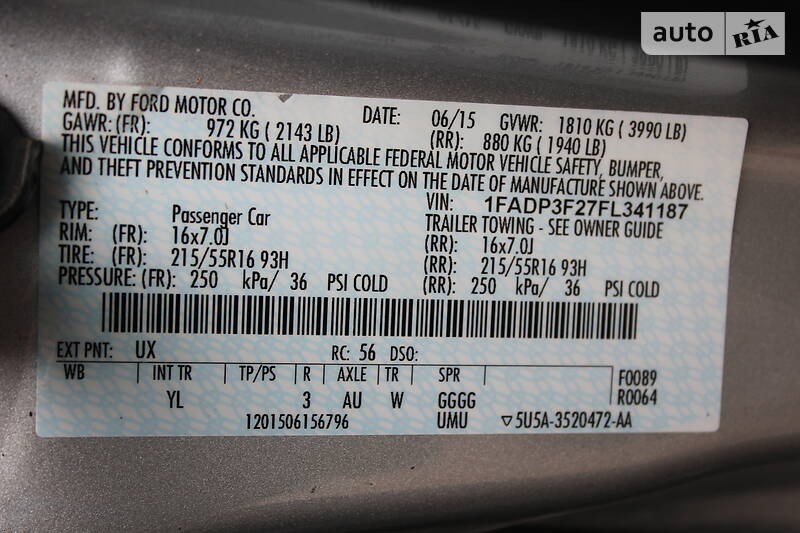 auto RIA
MFD. BY FORD MOTOR CO. DATE: 06/15 GVWR: 1810 KG ( 3990 LB)
GAWR: (FR): 972 KG ( 2143 LB) (RR): 880 KG ( 1940 LB)
THIS VEHICLE CONFORMS TO ALL APPLICABLE FEDERAL MOTOR VEHICLE SAFETY, BUMPER,
AND THEFT PREVENTION STANDARDS IN EFFECT ON THE DATE OF MANUFACTURE SHOWN ABOVE.
VIN: 1FADP3F27FL341187
TYPE: Passenger Car TRAILER TOWING - SEE OWNER GUIDE
RIM: (FR): 16x7.0J (RR): 16x7.0J
TIRE: (FR): 215/55R16 93H (RR): 215/55R16 93H
PRESSURE: (FR): 250 kPa/ 36 PSI COLD (RR): 250 kPa/ 36 PSI COLD
EXT PNT: UX RC: 56 DSO:
WB INT TR TP/PS R AXLE TR SPR F0089
YL 3 AU W GGGG R0064
1201506156796 UMU ▽5U5A-3520472-AA